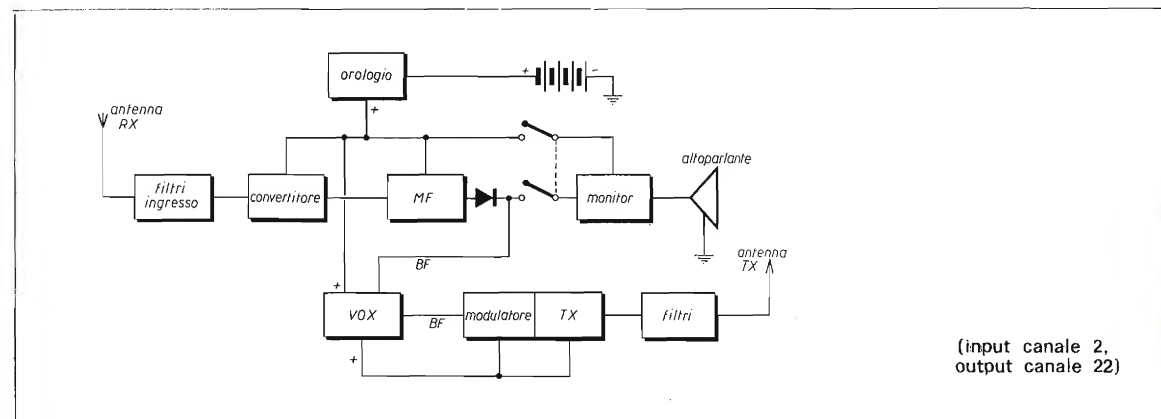 orologio
+ -
+
antenna
RX
altoparlante
filtri
ingresso
convertitore
MF
monitor
BF
antenna
TX
+
VOX
BF
modulatore
TX
filtri
+
(input canale 2,
output canale 22)